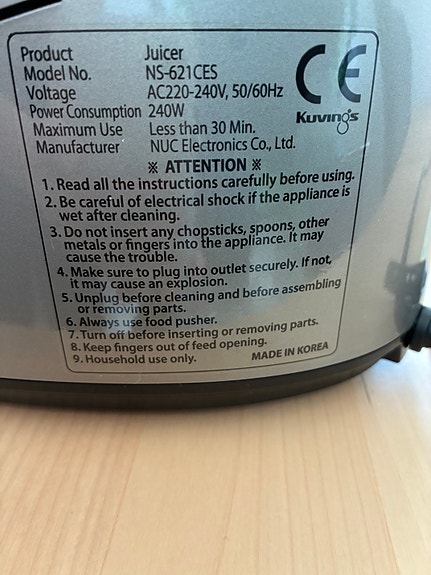 Product Juicer
Model No. NS-621CES
Voltage AC220-240V, 50/60Hz
Power Consumption 240W
Maximum Use Less than 30 Min.
Manufacturer NUC Electronics Co., Ltd.
CE
Kuvings
※ ATTENTION ※
1. Read all the instructions carefully before using.
2. Be careful of electrical shock if the appliance is
wet after cleaning.
3. Do not insert any chopsticks, spoons, other
metals or fingers into the appliance. It may
cause the trouble.
4. Make sure to plug into outlet securely. If not,
it may cause an explosion.
5. Unplug before cleaning and before assembling
or removing parts.
6. Always use food pusher.
7. Turn off before inserting or removing parts.
8. Keep fingers out of feed opening.
9. Household use only.
MADE IN KOREA